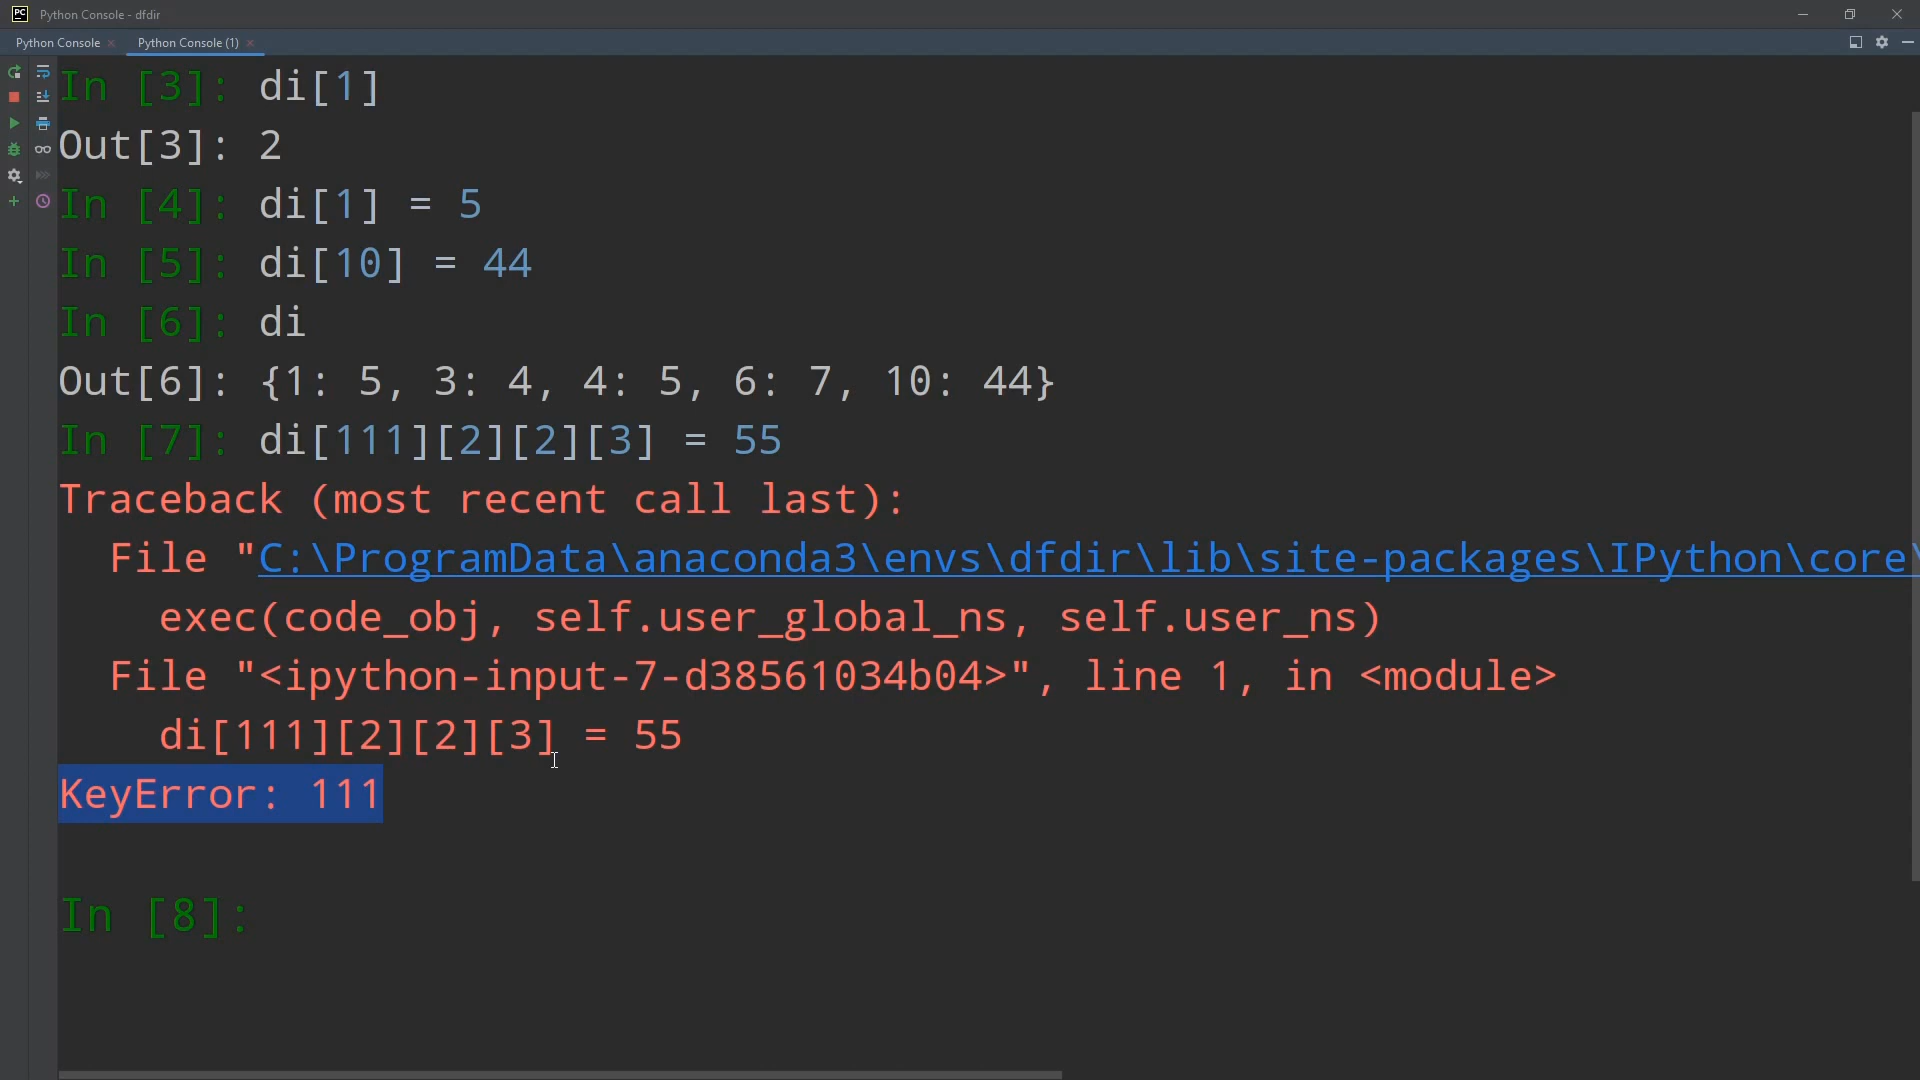 PC Python Console - dfdir
Python Console Python Console (1)
In [3]: di[1]
Out[3]: 2
In [4]: di[1] = 5
In [5]: di[10] = 44
In [6]: di
Out[6]: {1: 5, 3: 4, 4: 5, 6: 7, 10: 44}
In [7]: di[111][2][2][3] = 55
Traceback (most recent call last):
File "C:\ProgramData\anaconda3\envs\dfdir\lib\site-packages\IPython\core\
exec(code_obj, self.user_global_ns, self.user_ns)
File "<ipython-input-7-d38561034b04>", line 1, in <module>
di[111][2][2][3] = 55
KeyError: 111
In [8]: